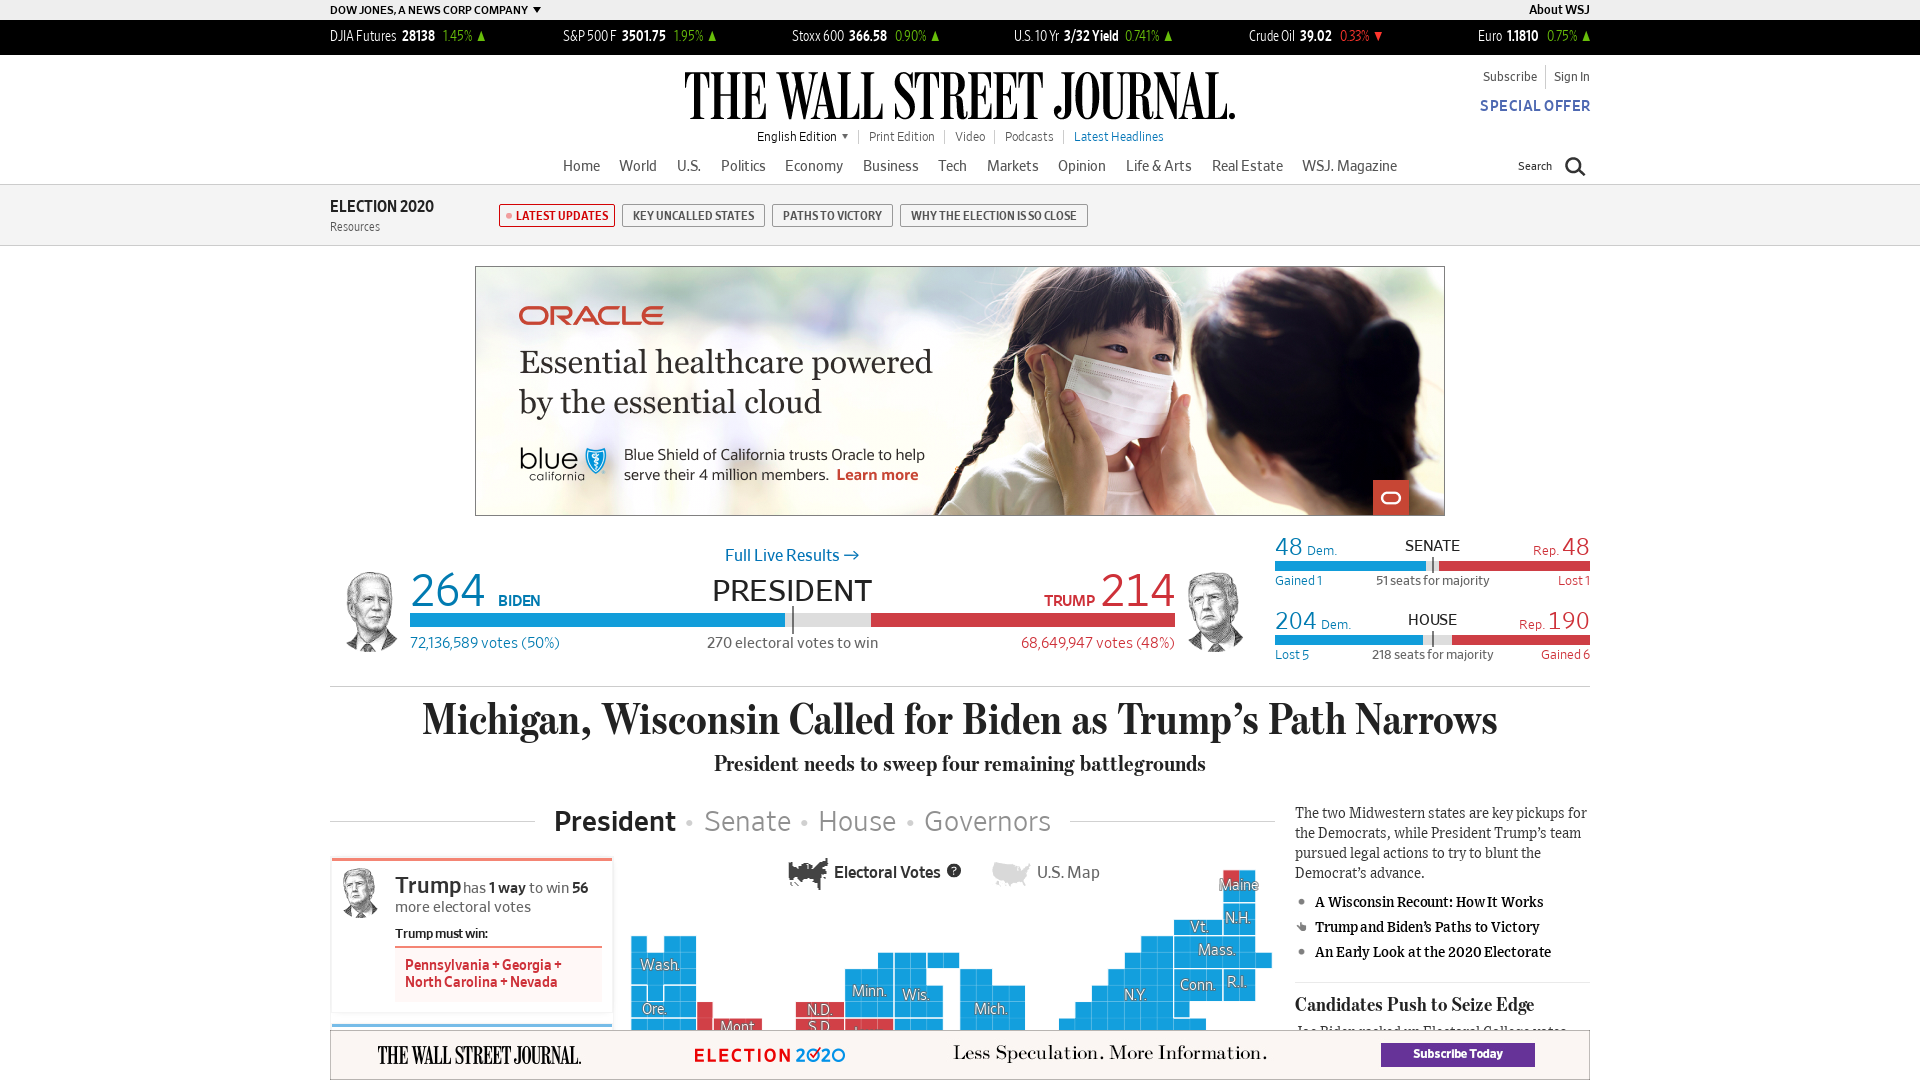 DOW JONES, A NEWS CORP COMPANY
About WSJ
DJIA Futures 28138 1.45%
S&P 500 F 3501.75 1.95%
Stoxx 600 366.58 0.90%
U.S. 10 Yr 3/32 Yield 0.741%
Crude Oil 39.02 0.33%
Euro 1.1810 0.75%
THE WALL STREET JOURNAL.
Subscribe
Sign In
SPECIAL OFFER
English Edition
Print Edition
Video
Podcasts
Latest Headlines
Home World U.S. Politics Economy Business Tech Markets Opinion Life & Arts Real Estate WSJ. Magazine
Search
ELECTION 2020
Resources
LATEST UPDATES
KEY UNCALLED STATES
PATHS TO VICTORY
WHY THE ELECTION IS SO CLOSE
ORACLE
Essential healthcare powered
by the essential cloud
blue
california
Blue Shield of California trusts Oracle to help
serve their 4 million members. Learn more
Full Live Results →
264 BIDEN
PRESIDENT
TRUMP 214
72,136,589 votes (50%)
270 electoral votes to win
68,649,947 votes (48%)
48 Dem.
SENATE
Rep. 48
Gained 1
51 seats for majority
Lost 1
204 Dem.
HOUSE
Rep. 190
Lost 5
218 seats for majority
Gained 6
Michigan, Wisconsin Called for Biden as Trump’s Path Narrows
President needs to sweep four remaining battlegrounds
President • Senate • House • Governors
Trump has 1 way to win 56
more electoral votes
Trump must win:
Pennsylvania + Georgia +
North Carolina + Nevada
Electoral Votes ?
U.S. Map
Maine
N.H.
Vt.
Mass.
Wash.
Conn.
R.I.
Minn.
Wis.
N.Y.
Ore.
N.D.
Mich.
Mont.
S.D.
The two Midwestern states are key pickups for
the Democrats, while President Trump’s team
pursued legal actions to try to blunt the
Democrat’s advance.
A Wisconsin Recount: How It Works
Trump and Biden’s Paths to Victory
An Early Look at the 2020 Electorate
Candidates Push to Seize Edge
Joe Biden racked up Electoral College votes
THE WALL STREET JOURNAL.
ELECTION 2020
Less Speculation. More Information.
Subscribe Today